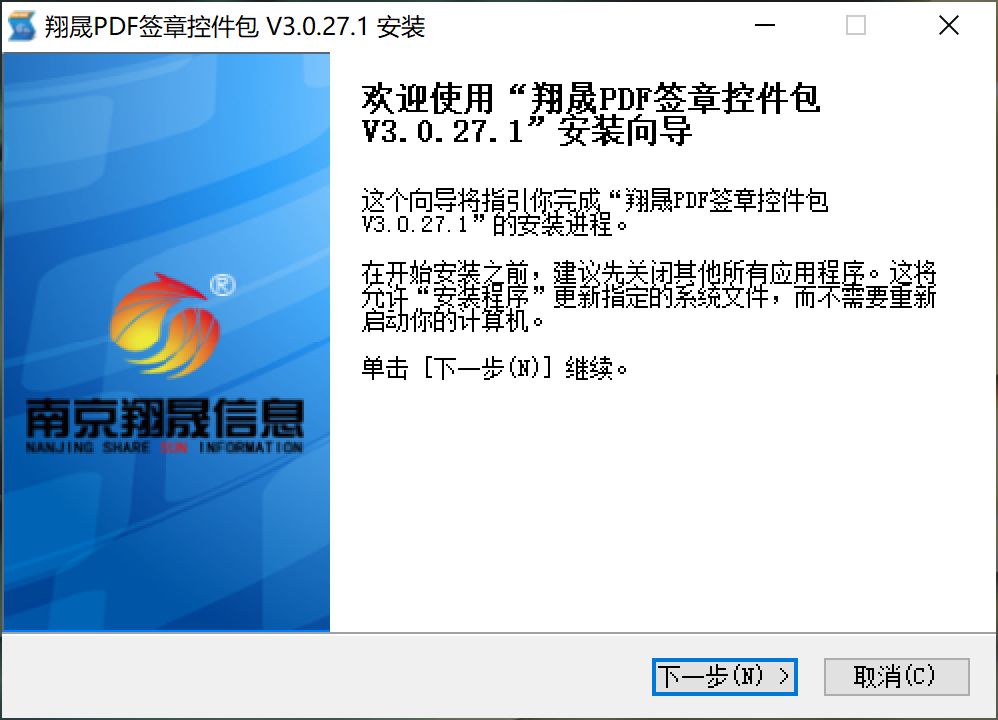 翔晟PDF签章控件包 V3.0.27.1 安装
欢迎使用“翔晟PDF签章控件包
V3.0.27.1”安装向导
这个向导将指引你完成“翔晟PDF签章控件包
V3.0.27.1”的安装进程。
在开始安装之前，建议先关闭其他所有应用程序。这将
允许“安装程序”更新指定的系统文件，而不需要重新
启动你的计算机。
单击 [下一步(N)] 继续。
®
南京翔晟信息
NANJING SHARE SUN INFORMATION
下一步(N) >
取消(C)